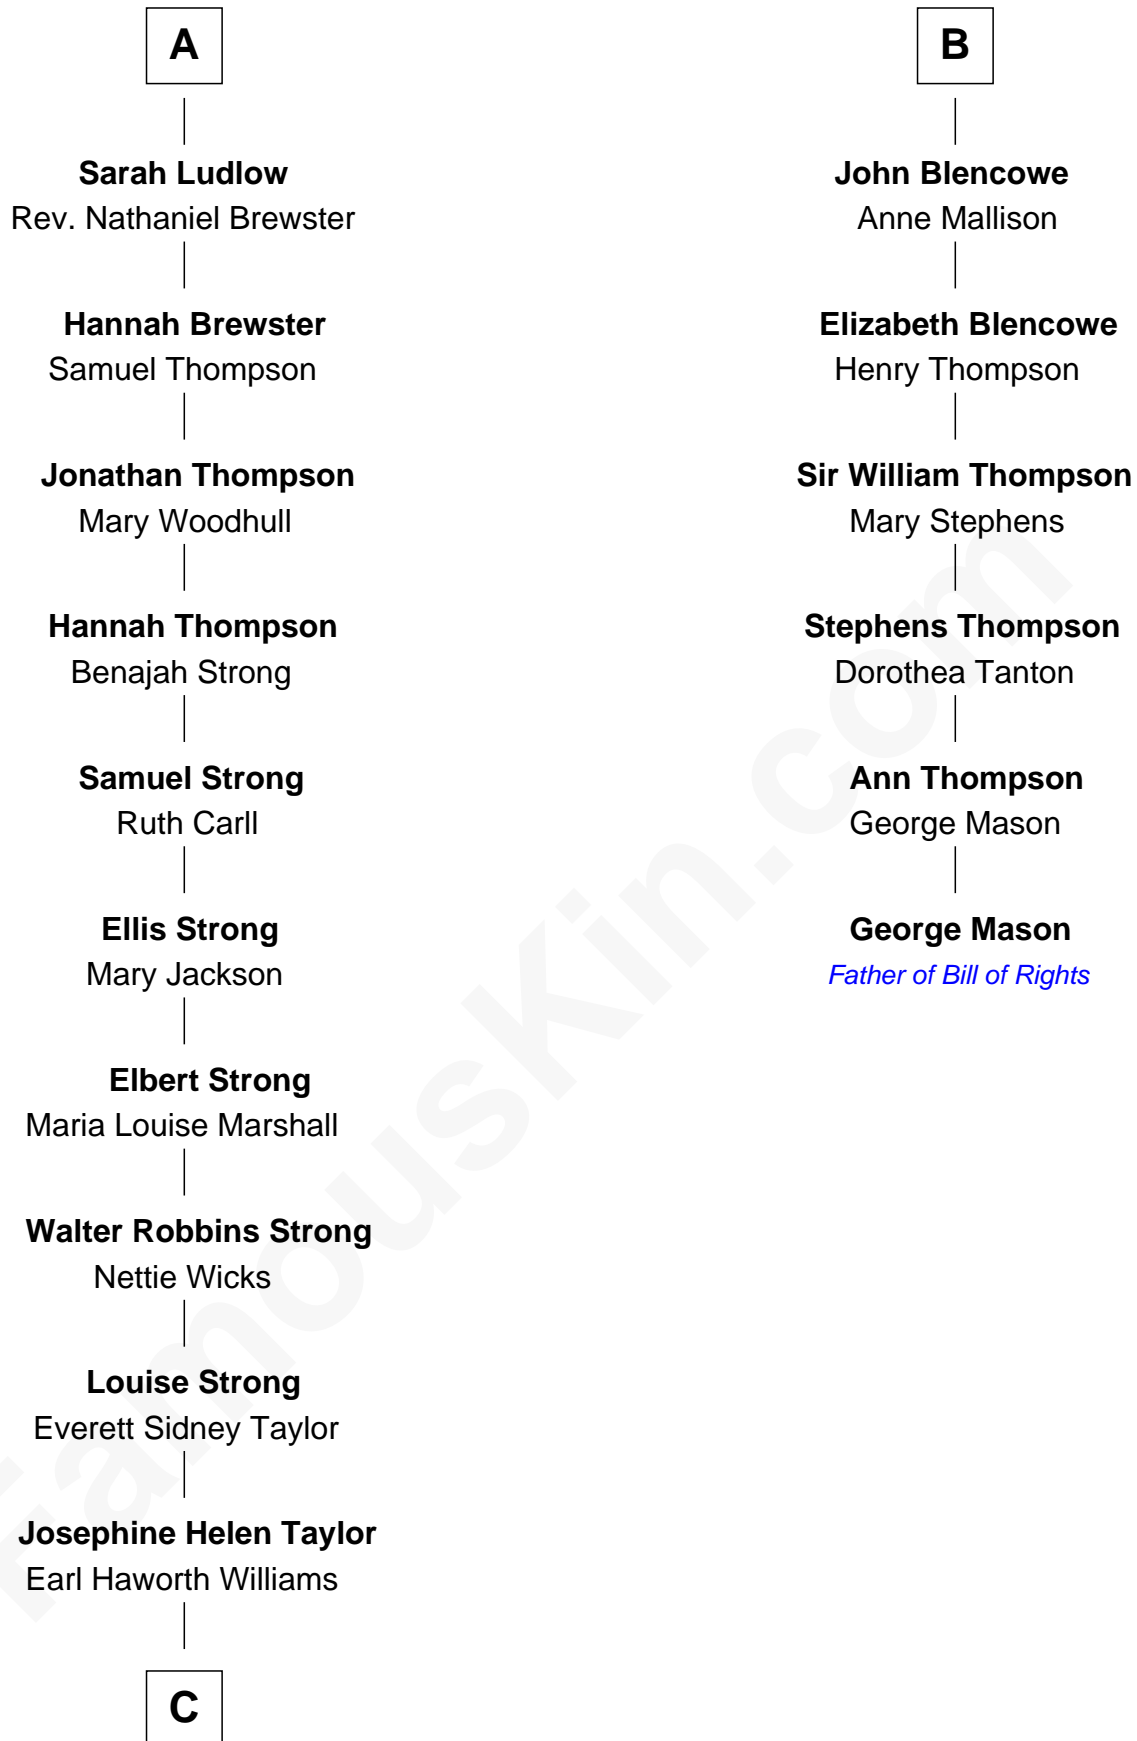 A
Sarah Ludlow
Rev. Nathaniel Brewster
Hannah Brewster
Samuel Thompson
Jonathan Thompson
Mary Woodhull
Hannah Thompson
Benajah Strong
Samuel Strong
Ruth Carll
Ellis Strong
Mary Jackson
Elbert Strong
Maria Louise Marshall
Walter Robbins Strong
Nettie Wicks
Louise Strong
Everett Sidney Taylor
Josephine Helen Taylor
Earl Haworth Williams
C
B
John Blencowe
Anne Mallison
Elizabeth Blencowe
Henry Thompson
Sir William Thompson
Mary Stephens
Stephens Thompson
Dorothea Tanton
Ann Thompson
George Mason
George Mason
Father of Bill of Rights
FamousKin.com